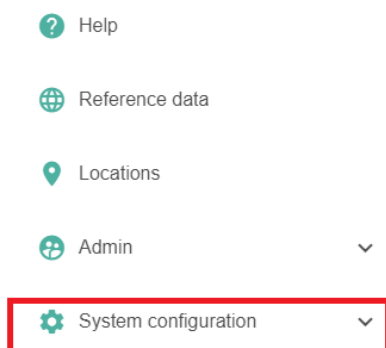 Help
Reference data
Locations
Admin
System configuration